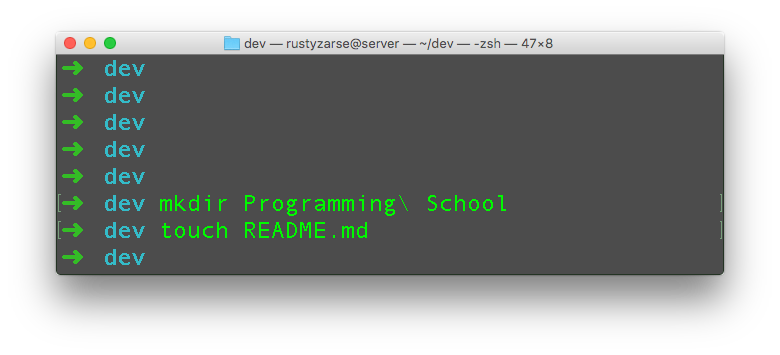 dev — rustyzarse@server — ~/dev — -zsh — 47×8
➜ dev
➜ dev
➜ dev
➜ dev
➜ dev
[➜ dev mkdir Programming\ School ]
[➜ dev touch README.md ]
➜ dev